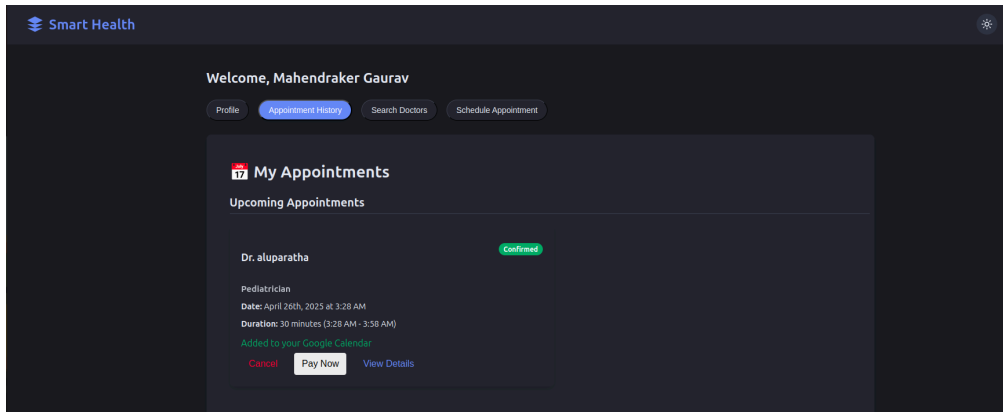 Smart Health
Welcome, Mahendraker Gaurav
Profile Appointment History Search Doctors Schedule Appointment
July 17 My Appointments
Upcoming Appointments
Dr. aluparatha Confirmed
Pediatrician
Date: April 26th, 2025 at 3:28 AM
Duration: 30 minutes (3:28 AM - 3:58 AM)
Added to your Google Calendar
Cancel Pay Now View Details